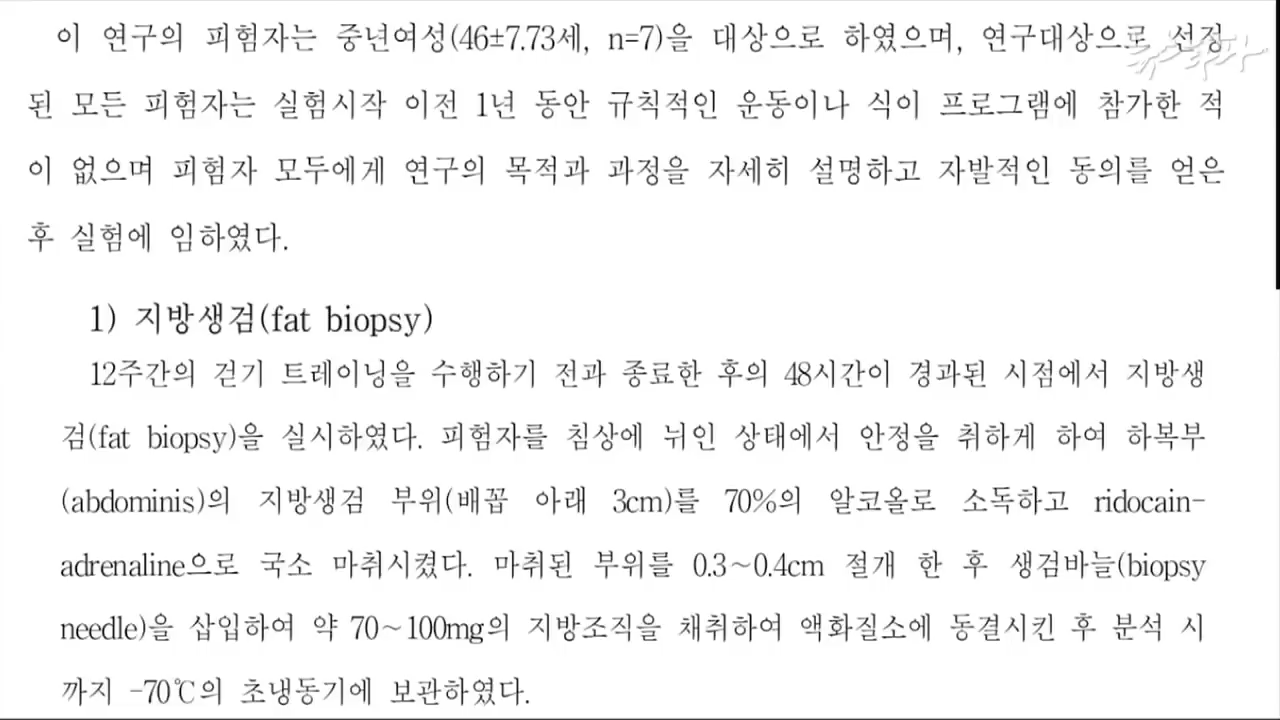 이 연구의 피험자는 중년여성(46±7.73세, n=7)을 대상으로 하였으며, 연구대상으로 선정
된 모든 피험자는 실험시작 이전 1년 동안 규칙적인 운동이나 식이 프로그램에 참가한 적
이 없으며 피험자 모두에게 연구의 목적과 과정을 자세히 설명하고 자발적인 동의를 얻은
후 실험에 임하였다.
1) 지방생검(fat biopsy)
12주간의 걷기 트레이닝을 수행하기 전과 종료한 후의 48시간이 경과된 시점에서 지방생
검(fat biopsy)을 실시하였다. 피험자를 침상에 뉘인 상태에서 안정을 취하게 하여 하복부
(abdominis)의 지방생검 부위(배꼽 아래 3cm)를 70%의 알코올로 소독하고 ridocain-
adrenaline으로 국소 마취시켰다. 마취된 부위를 0.3~0.4cm 절개 한 후 생검바늘(biopsy
needle)을 삽입하여 약 70~100mg의 지방조직을 채취하여 액화질소에 동결시킨 후 분석 시
까지 -70℃의 초냉동기에 보관하였다.
뉴스타파